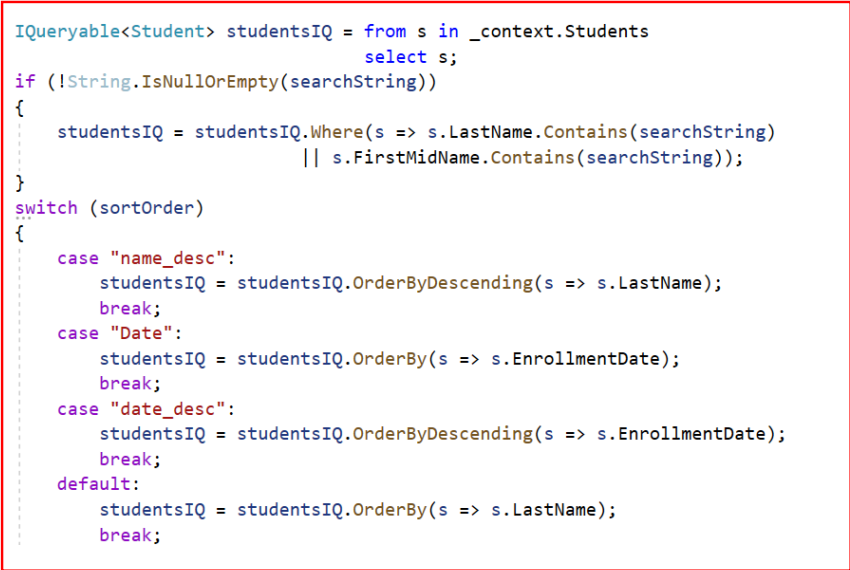 IQueryable<Student> studentsIQ = from s in _context.Students
                                 select s;
if (!String.IsNullOrEmpty(searchString))
{
    studentsIQ = studentsIQ.Where(s => s.LastName.Contains(searchString)
                           || s.FirstMidName.Contains(searchString));
}
switch (sortOrder)
{
    case "name_desc":
        studentsIQ = studentsIQ.OrderByDescending(s => s.LastName);
        break;
    case "Date":
        studentsIQ = studentsIQ.OrderBy(s => s.EnrollmentDate);
        break;
    case "date_desc":
        studentsIQ = studentsIQ.OrderByDescending(s => s.EnrollmentDate);
        break;
    default:
        studentsIQ = studentsIQ.OrderBy(s => s.LastName);
        break;